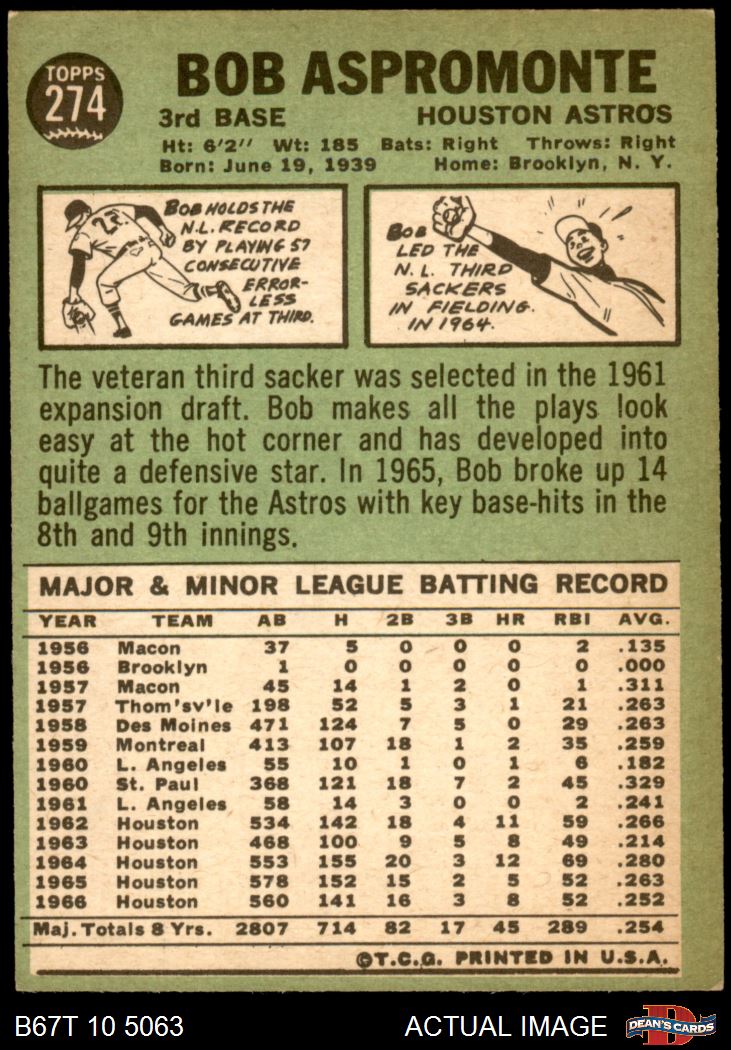 TOPPS
274
BOB ASPROMONTE
3rd BASE HOUSTON ASTROS
Ht: 6'2" Wt: 185 Bats: Right Throws: Right
Born: June 19, 1939 Home: Brooklyn, N. Y.
23
BOB HOLDS THE
N.L. RECORD
BY PLAYING 57
CONSECUTIVE
ERROR-
LESS
GAMES AT THIRD.
BOB
LED THE
N. L. THIRD
SACKERS
IN FIELDING
IN 1964.
The veteran third sacker was selected in the 1961
expansion draft. Bob makes all the plays look
easy at the hot corner and has developed into
quite a defensive star. In 1965, Bob broke up 14
ballgames for the Astros with key base-hits in the
8th and 9th innings.
MAJOR & MINOR LEAGUE BATTING RECORD
YEAR TEAM AB H 2B 3B HR RBI AVG.
1956 Macon 37 5 0 0 0 2 .135
1956 Brooklyn 1 0 0 0 0 0 .000
1957 Macon 45 14 1 2 0 1 .311
1957 Thom'sv'le 198 52 5 3 1 21 .263
1958 Des Moines 471 124 7 5 0 29 .263
1959 Montreal 413 107 18 1 2 35 .259
1960 L. Angeles 55 10 1 0 1 6 .182
1960 St. Paul 368 121 18 7 2 45 .329
1961 L. Angeles 58 14 3 0 0 2 .241
1962 Houston 534 142 18 4 11 59 .266
1963 Houston 468 100 9 5 8 49 .214
1964 Houston 553 155 20 3 12 69 .280
1965 Houston 578 152 15 2 5 52 .263
1966 Houston 560 141 16 3 8 52 .252
Maj. Totals 8 Yrs. 2807 714 82 17 45 289 .254
©T.C.G. PRINTED IN U.S.A.
B67T 10 5063 ACTUAL IMAGE
D
DEAN'S CARDS